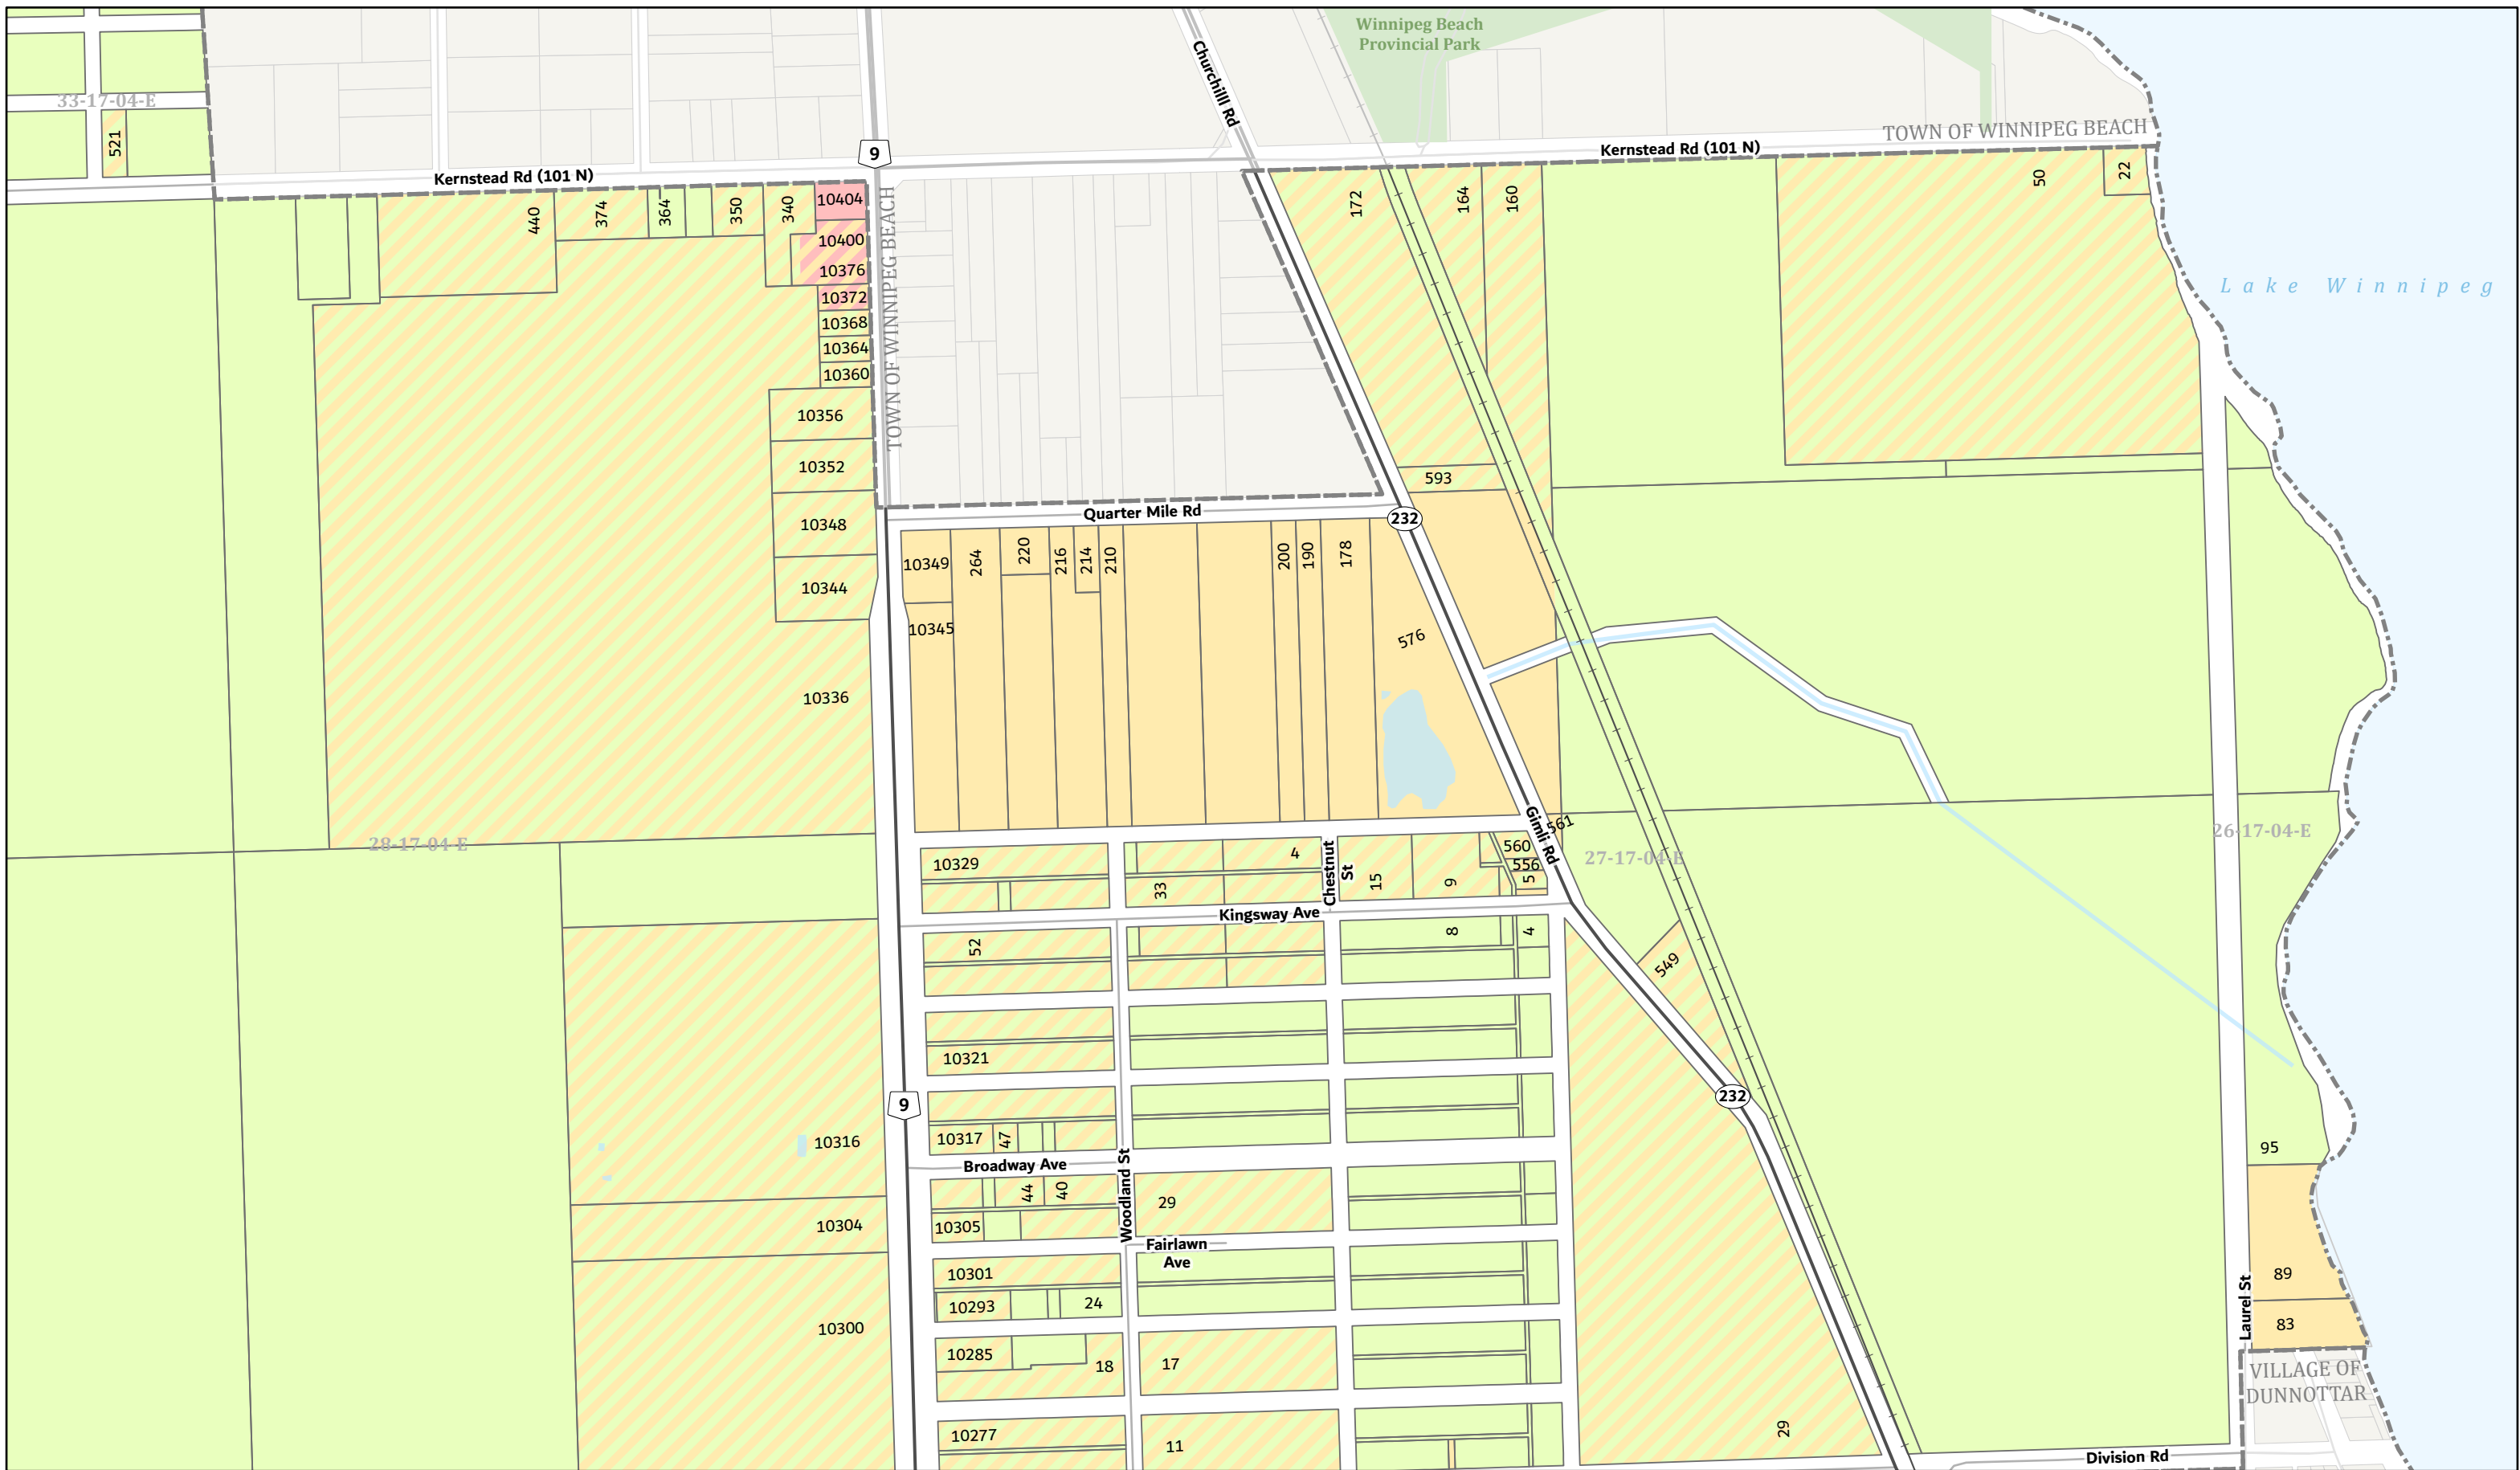 Winnipeg Beach
Provincial Park
Churchill Rd
33-17-04-E
521
9
TOWN OF WINNIPEG BEACH
Kernstead Rd (101 N)
Kernstead Rd (101 N)
440
374
364
350
340
10404
10400
10376
10372
10368
10364
10360
10356
10352
10348
10344
10336
TOWN OF WINNIPEG BEACH
172
164
160
50
22
Lake Winnipeg
593
Quarter Mile Rd
232
10349
264
220
216
214
210
200
190
178
10345
576
28-17-04-E
561
Gimli Rd
26-17-04-E
27-17-04-E
10329
4
Chestnut
St
15
9
560
556
5
33
Kingsway Ave
52
8
4
549
10321
9
232
10317
47
10316
Broadway Ave
Woodland St
95
44
40
29
10304
10305
Fairlawn
Ave
10301
10293
24
89
10300
83
Laurel St
10285
18
17
VILLAGE OF
DUNNOTTAR
10277
11
29
Division Rd